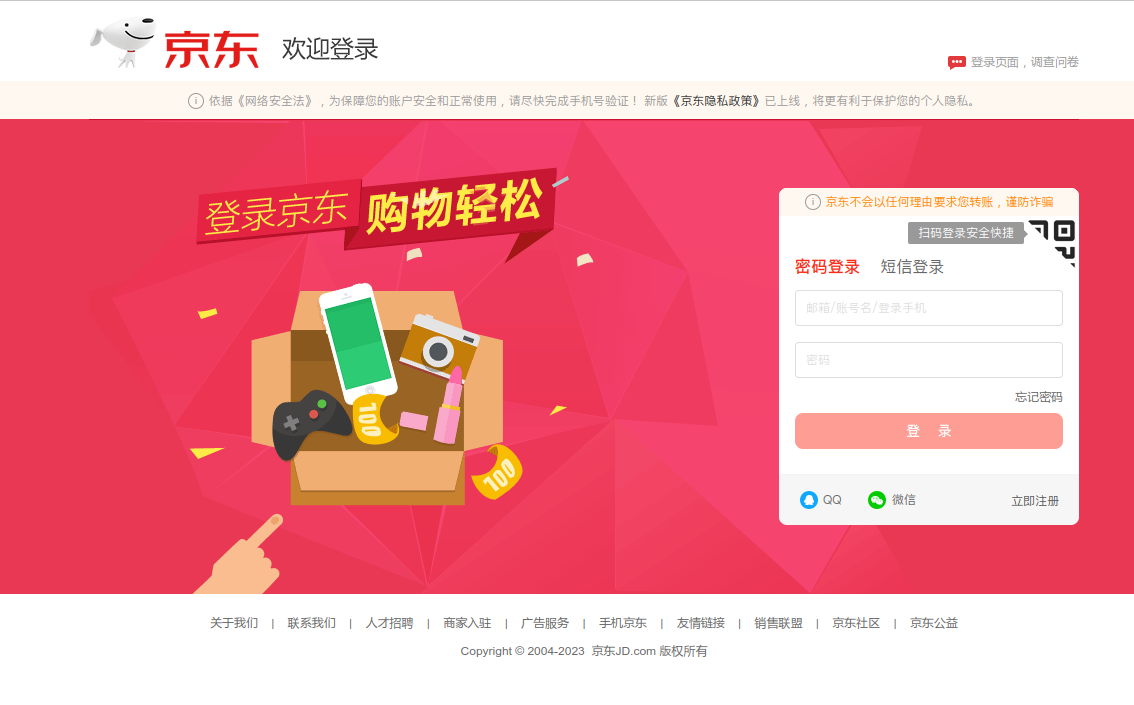 京东 欢迎登录
登录页面，调查问卷
依据《网络安全法》，为保障您的账户安全和正常使用，请尽快完成手机号验证！ 新版《京东隐私政策》已上线，将更有利于保护您的个人隐私。
登录京东 购物轻松
京东不会以任何理由要求您转账，谨防诈骗
扫码登录安全快捷
密码登录 短信登录
邮箱/账号名/登录手机
密码
忘记密码
登 录
100
100
QQ 微信 立即注册
关于我们 | 联系我们 | 人才招聘 | 商家入驻 | 广告服务 | 手机京东 | 友情链接 | 销售联盟 | 京东社区 | 京东公益
Copyright © 2004-2023 京东JD.com 版权所有